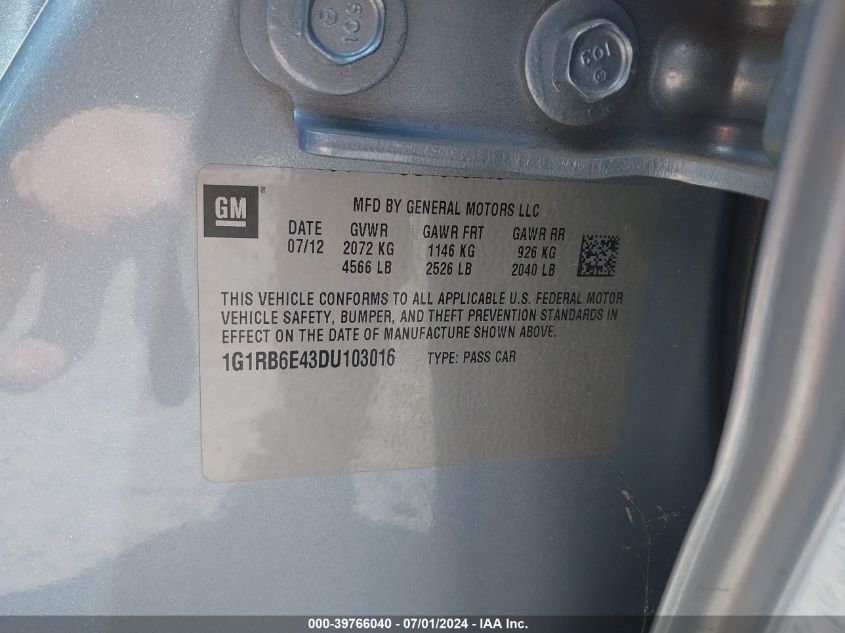 109
109
GM®
MFD BY GENERAL MOTORS LLC
DATE GVWR GAWR FRT GAWR RR
07/12 2072 KG 1146 KG 926 KG
4566 LB 2526 LB 2040 LB
THIS VEHICLE CONFORMS TO ALL APPLICABLE U.S. FEDERAL MOTOR
VEHICLE SAFETY, BUMPER, AND THEFT PREVENTION STANDARDS IN
EFFECT ON THE DATE OF MANUFACTURE SHOWN ABOVE.
1G1RB6E43DU103016 TYPE: PASS CAR
000-39766040 / 07/01/2024 - 1 - IAA Inc.